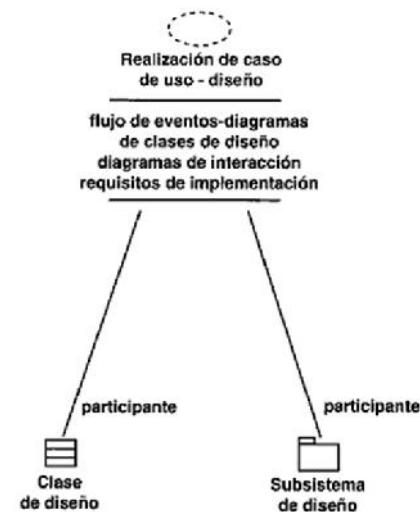 Realización de caso
de uso - diseño
flujo de eventos-diagramas
de clases de diseño
diagramas de interacción
requisitos de implementación
participante
participante
Clase
de diseño
Subsistema
de diseño